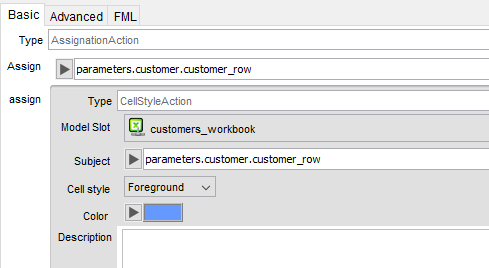 Basic Advanced FML
Type AssignationAction
Assign parameters.customer.customer_row
assign Type CellStyleAction
Model Slot customers_workbook
Subject parameters.customer.customer_row
Cell style Foreground
Color
Description